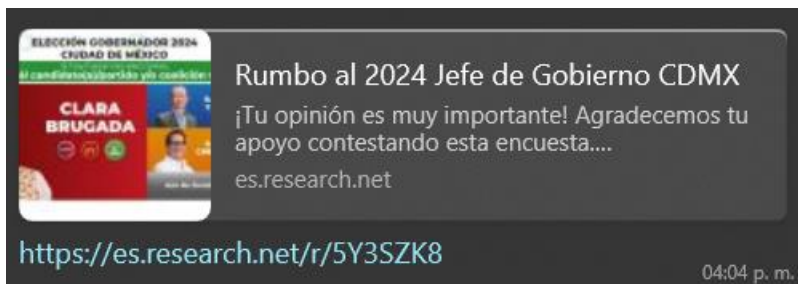 ELECCIÓN GOBERNADOR 2024
CIUDAD DE MÉXICO
CLARA
BRUGADA
Rumbo al 2024 Jefe de Gobierno CDMX
¡Tu opinión es muy importante! Agradecemos tu
apoyo contestando esta encuesta....
es.research.net
https://es.research.net/r/5Y3SZK8
04:04 p. m.